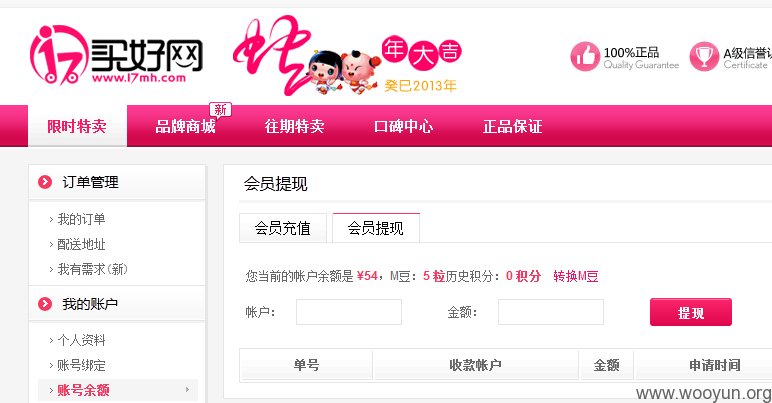 买好网
www.17mh.com
蛇年大吉
癸巳2013年
100%正品
Quality Guarantee
A级信誉认
Certificate
限时特卖
品牌商城
新
往期特卖
口碑中心
正品保证
订单管理
我的订单
配送地址
我有需求(新)
我的账户
个人资料
账号绑定
账号余额
会员提现
会员充值
会员提现
您当前的帐户余额是 ¥54，M豆：5 粒历史积分：0 积分 转换M豆
帐户：
金额：
提现
单号
收款帐户
金额
申请时间
www.wooyun.org